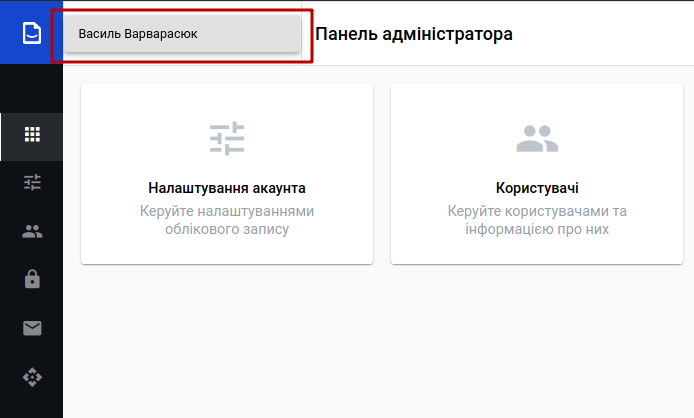 Василь Варварасюк
Панель адміністратора
Налаштування акаунта
Керуйте налаштуваннями
облікового запису
Користувачі
Керуйте користувачами та
інформацією про них